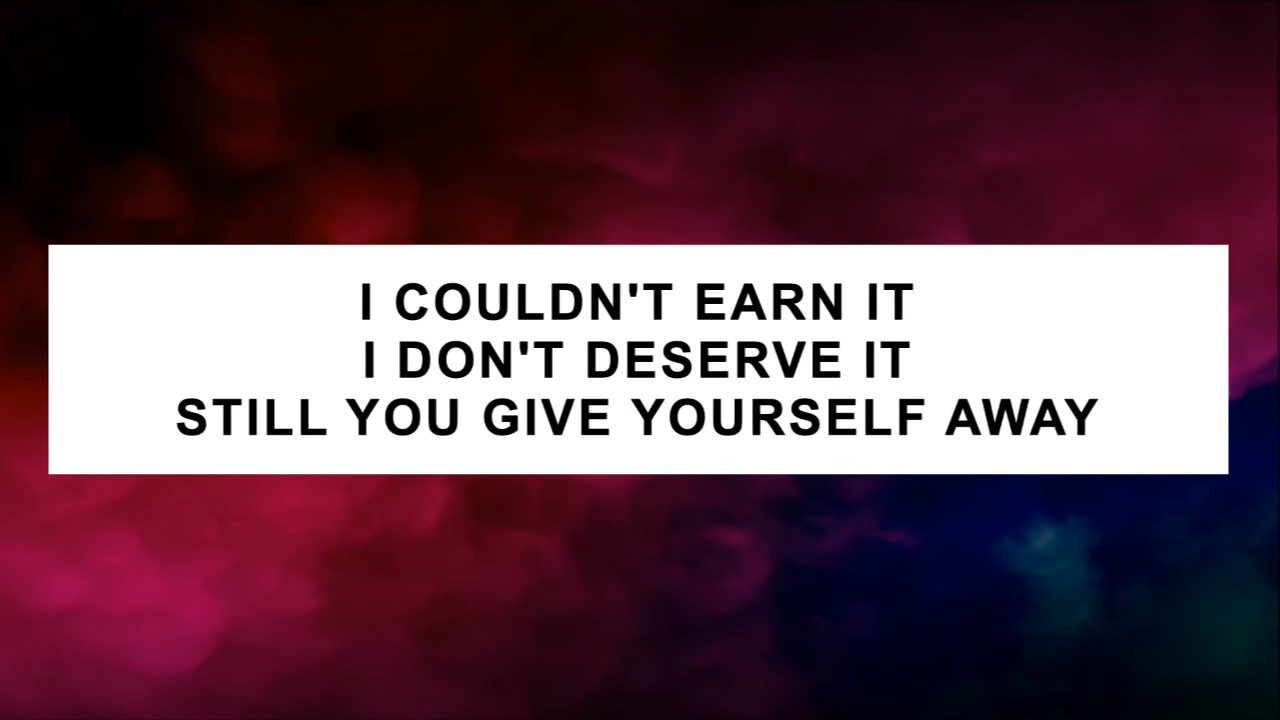 I COULDN'T EARN IT
I DON'T DESERVE IT
STILL YOU GIVE YOURSELF AWAY